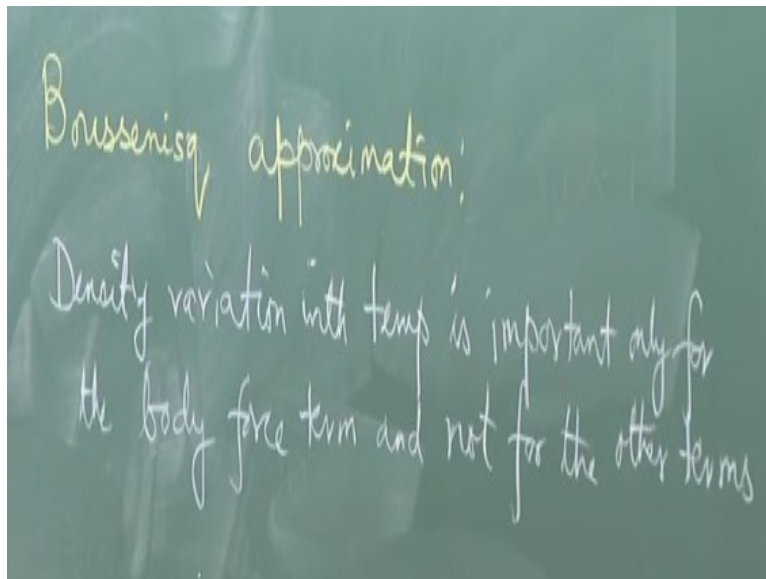 Boussenisq approximation:
Density variation with temp is important only for
the body force term and not for the other terms